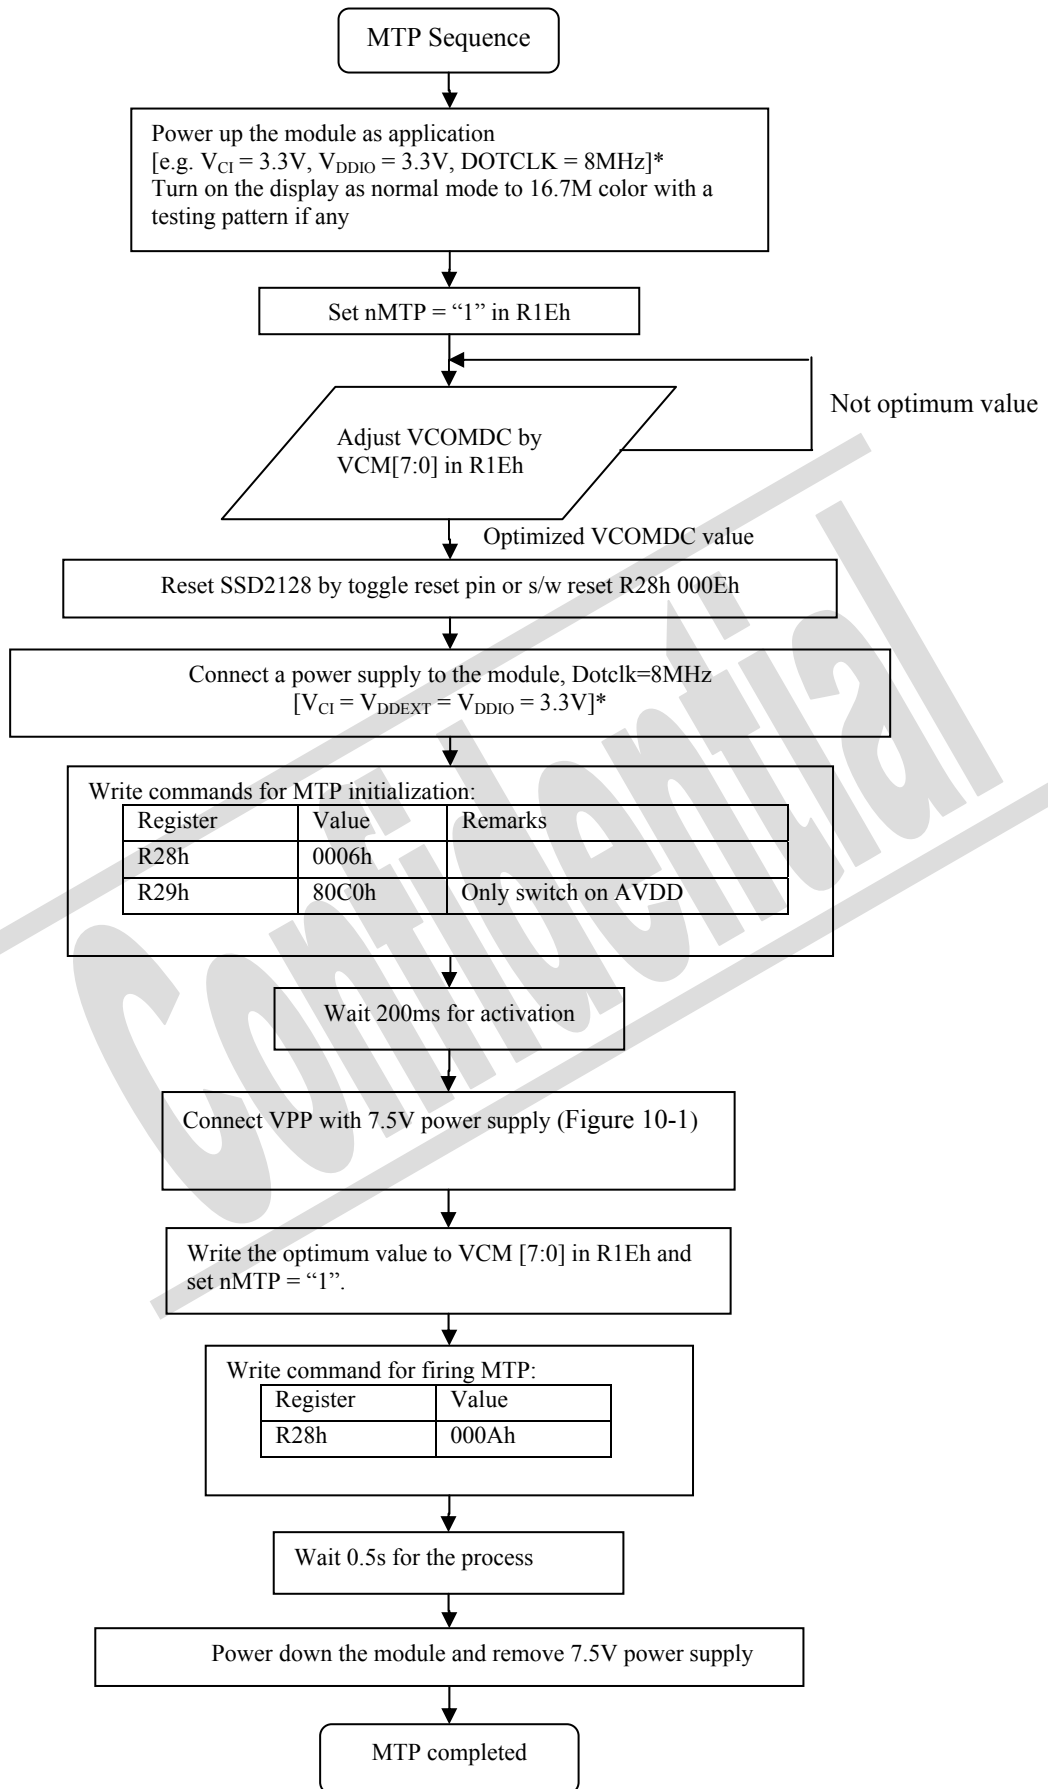 MTP Sequence
Power up the module as application
[e.g. VCI = 3.3V, VDDIO = 3.3V, DOTCLK = 8MHz]*
Turn on the display as normal mode to 16.7M color with a
testing pattern if any
Set nMTP = “1” in R1Eh
Not optimum value
Adjust VCOMDC by
VCM[7:0] in R1Eh
Optimized VCOMDC value
Reset SSD2128 by toggle reset pin or s/w reset R28h 000Eh
Connect a power supply to the module, Dotclk=8MHz
[VCI = VDDEXT = VDDIO = 3.3V]*
Write commands for MTP initialization:
Register Value Remarks
R28h 0006h
R29h 80C0h Only switch on AVDD
Wait 200ms for activation
Connect VPP with 7.5V power supply (Figure 10-1)
Write the optimum value to VCM [7:0] in R1Eh and
set nMTP = “1”.
Write command for firing MTP:
Register Value
R28h 000Ah
Wait 0.5s for the process
Power down the module and remove 7.5V power supply
MTP completed
Confidential